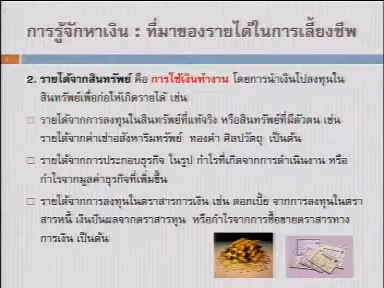 การรู้จักหาเงิน : ที่มาของรายได้ในการเลี้ยงชีพ
2. รายได้จากสินทรัพย์ คือ การใช้เงินทำงาน โดยการนำเงินไปลงทุนใน
สินทรัพย์เพื่อก่อให้เกิดรายได้ เช่น
□ รายได้จากการลงทุนในสินทรัพย์ที่แท้จริง หรือสินทรัพย์ที่มีตัวตน เช่น
รายได้จากค่าเช่าอสังหาริมทรัพย์ ทองคำ ศิลปวัตถุ เป็นต้น
□ รายได้จากการประกอบธุรกิจ ในรูป กำไรที่เกิดจากการดำเนินงาน หรือ
กำไรจากมูลค่าธุรกิจที่เพิ่มขึ้น
□ รายได้จากการลงทุนในตราสารการเงิน เช่น ดอกเบี้ย จากการลงทุนในตรา
สารหนี้ เงินปันผลจากตราสารทุน หรือกำไรจากการซื้อขายตราสารทาง
การเงิน เป็นต้น